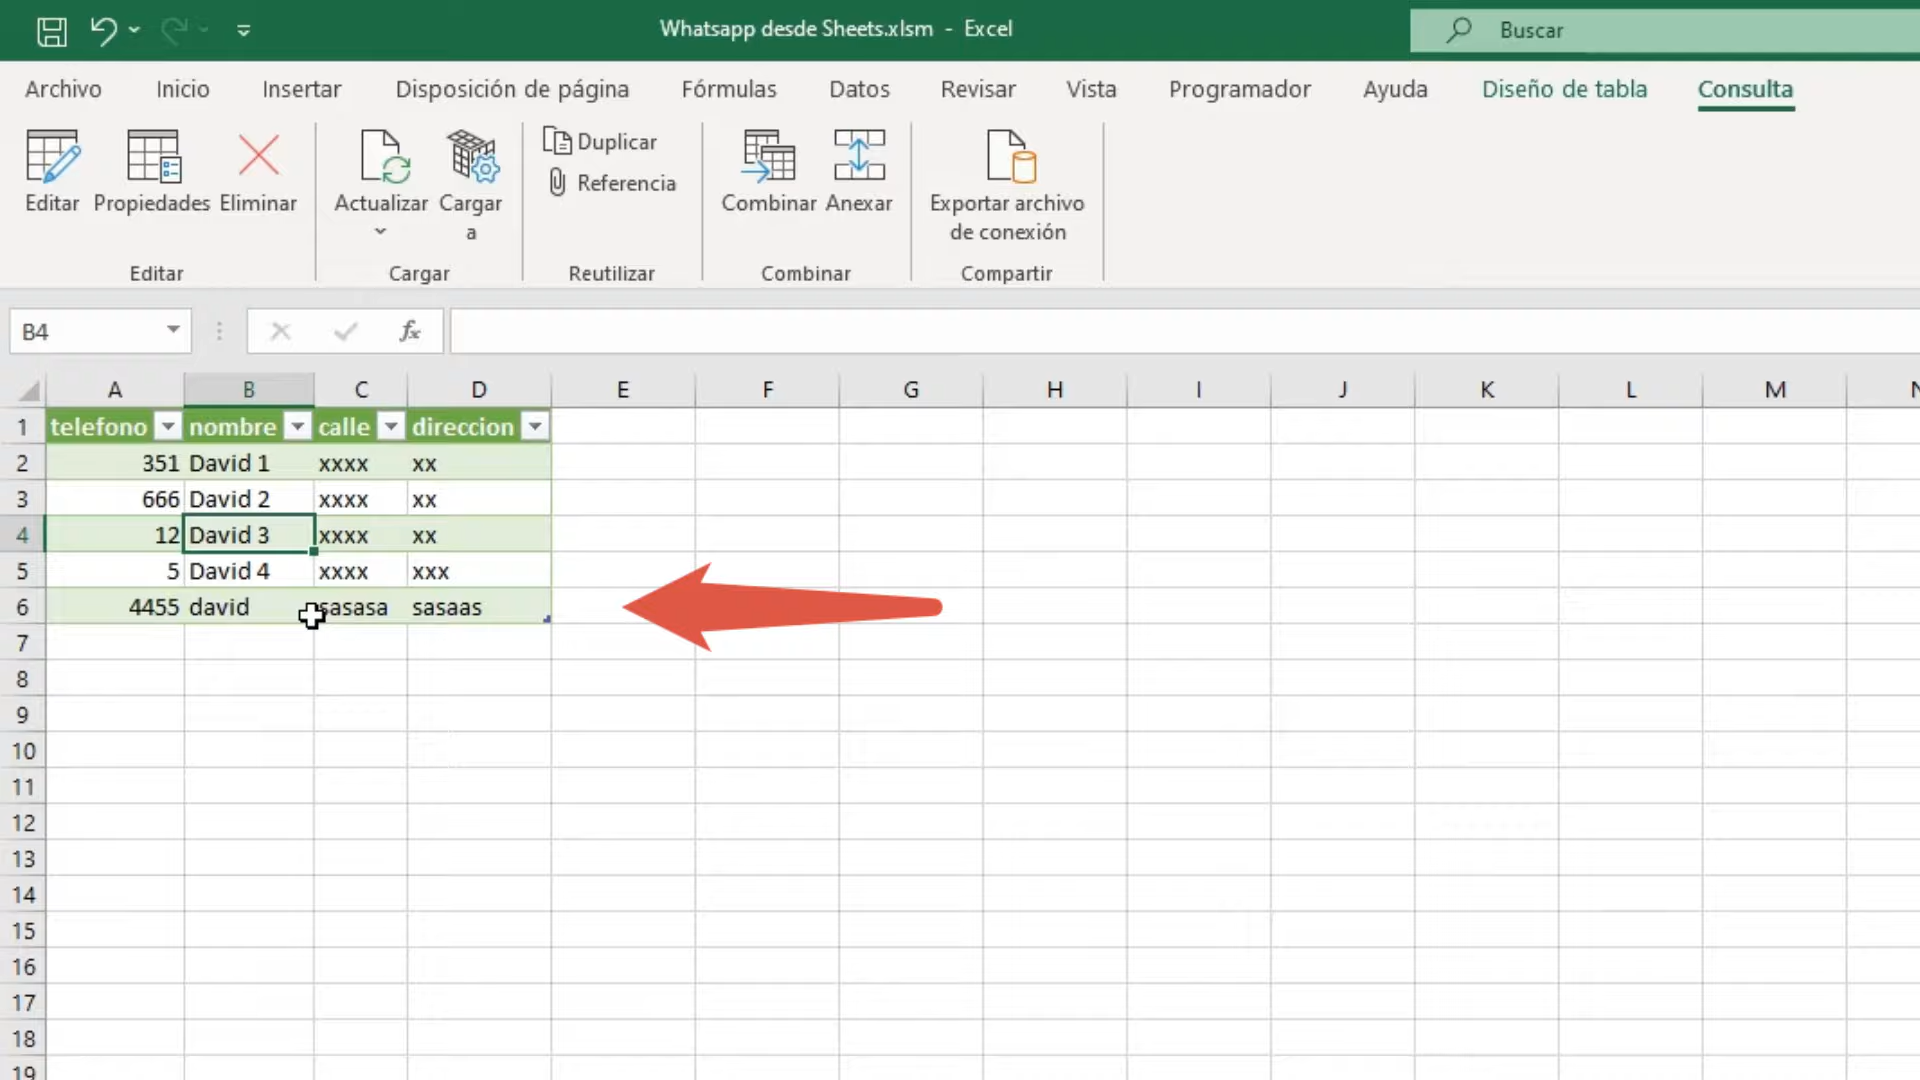 Whatsapp desde Sheets.xlsm - Excel
Buscar
Archivo Inicio Insertar Disposición de página Fórmulas Datos Revisar Vista Programador Ayuda Diseño de tabla Consulta
Editar Propiedades Eliminar
Actualizar Cargar a
Duplicar
Referencia
Combinar Anexar
Exportar archivo de conexión
Editar Cargar Reutilizar Combinar Compartir
B4 fx
A B C D E F G H I J K L M
1 telefono nombre calle direccion
2 351 David 1 xxxx xx
3 666 David 2 xxxx xx
4 12 David 3 xxxx xx
5 5 David 4 xxxx xxx
6 4455 david sasasa sasaas
7
8
9
10
11
12
13
14
15
16
17
18
19